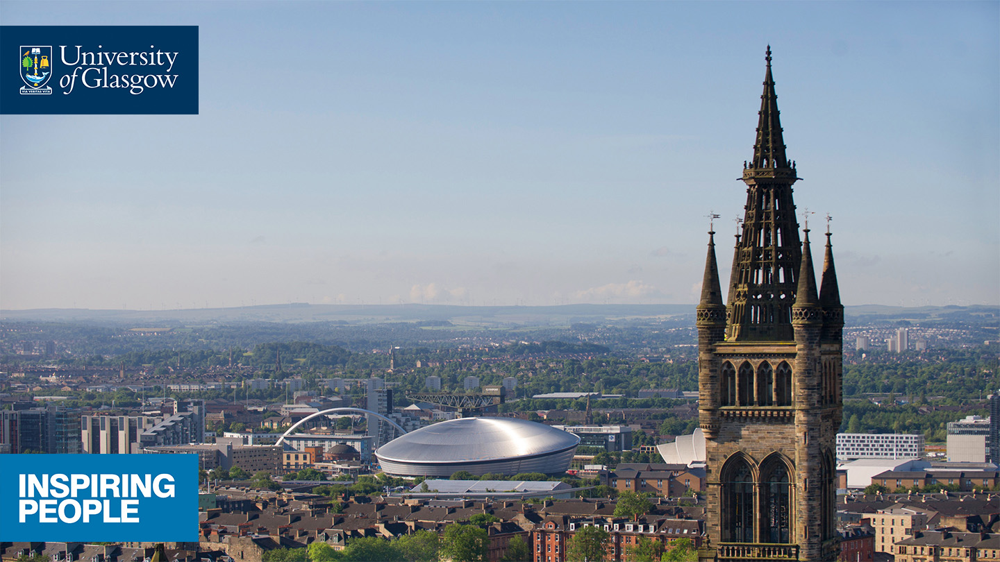 University
of Glasgow
VIA VERITAS VITA
INSPIRING
PEOPLE